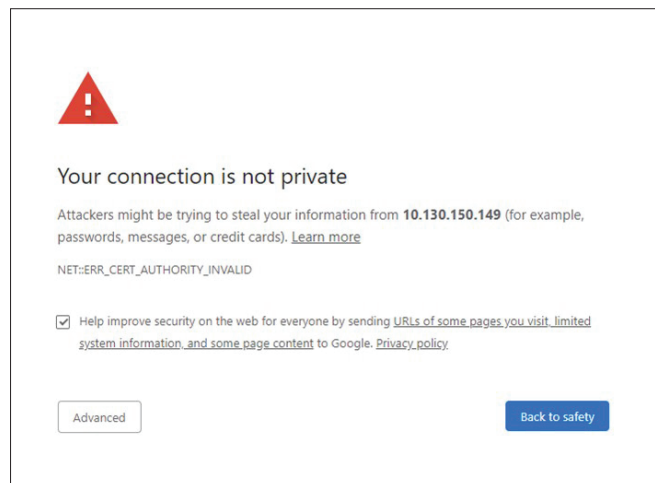 Your connection is not private
Attackers might be trying to steal your information from 10.130.150.149 (for example,
passwords, messages, or credit cards). Learn more
NET::ERR_CERT_AUTHORITY_INVALID
Help improve security on the web for everyone by sending URLs of some pages you visit, limited
system information, and some page content to Google. Privacy policy
Advanced
Back to safety